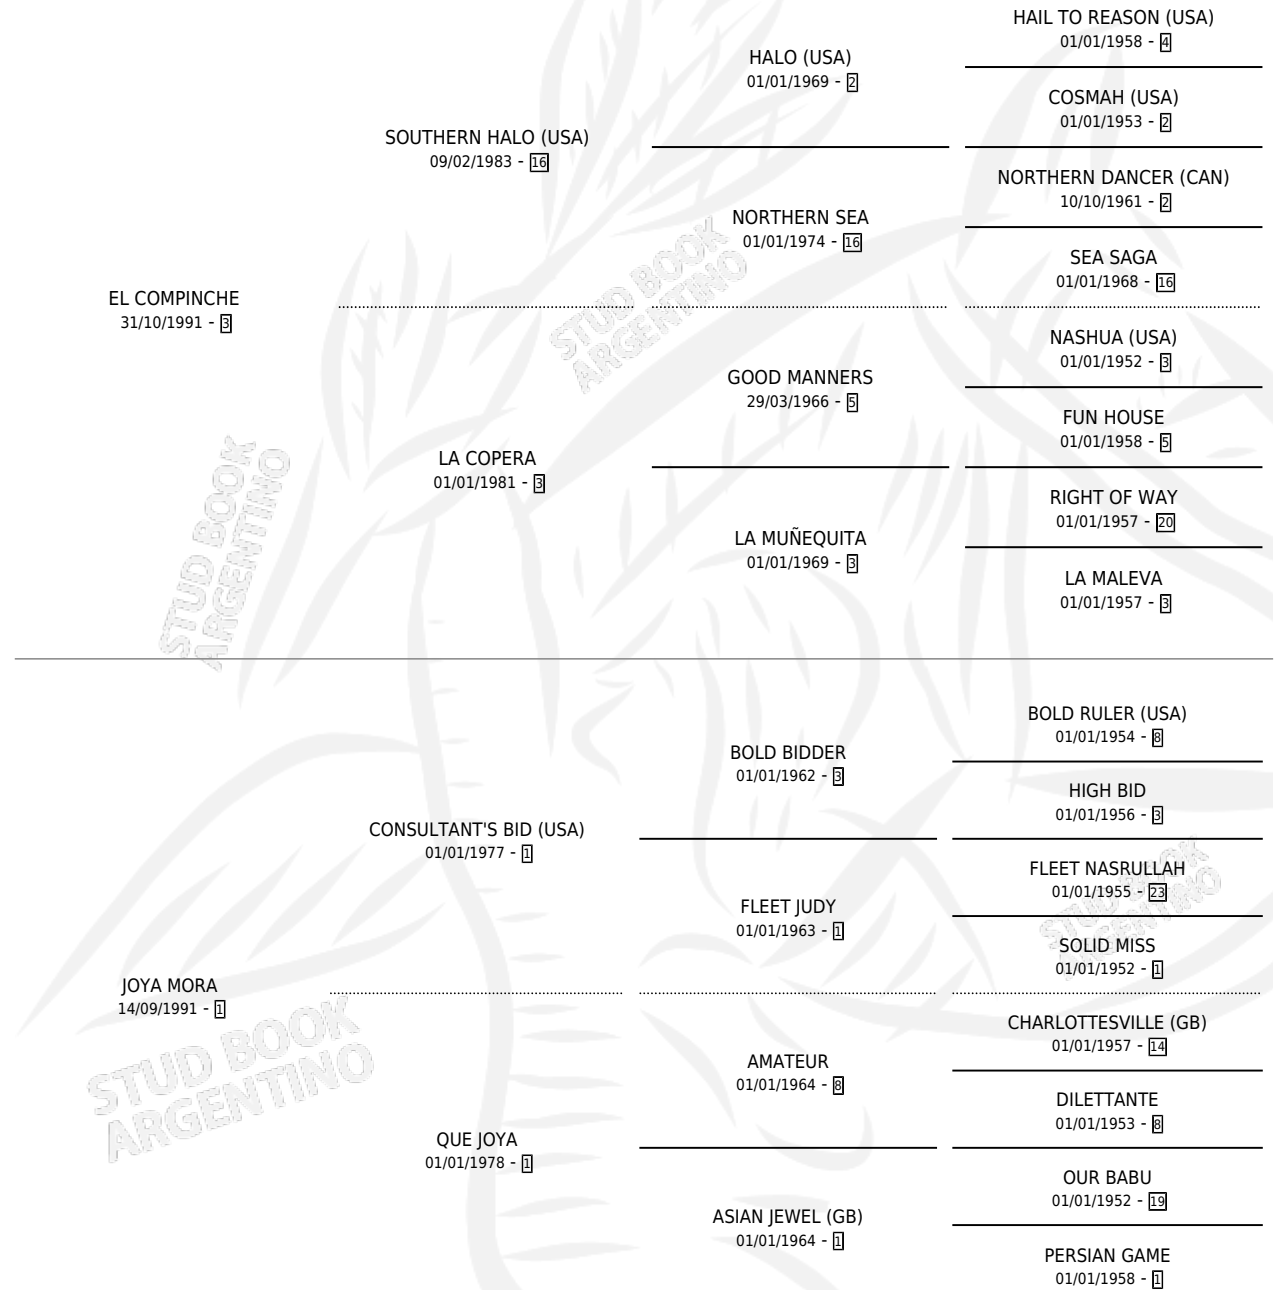 HAIL TO REASON (USA)
01/01/1958 - 4
HALO (USA)
01/01/1969 - 2
COSMAH (USA)
01/01/1953 - 2
SOUTHERN HALO (USA)
09/02/1983 - 16
NORTHERN DANCER (CAN)
10/10/1961 - 2
NORTHERN SEA
01/01/1974 - 16
SEA SAGA
01/01/1968 - 16
EL COMPINCHE
31/10/1991 - 3
NASHUA (USA)
01/01/1952 - 3
GOOD MANNERS
29/03/1966 - 5
FUN HOUSE
01/01/1958 - 5
LA COPERA
01/01/1981 - 3
RIGHT OF WAY
01/01/1957 - 20
LA MUÑEQUITA
01/01/1969 - 3
LA MALEVA
01/01/1957 - 3
BOLD RULER (USA)
01/01/1954 - 8
BOLD BIDDER
01/01/1962 - 3
HIGH BID
01/01/1956 - 3
CONSULTANT'S BID (USA)
01/01/1977 - 1
FLEET NASRULLAH
01/01/1955 - 23
FLEET JUDY
01/01/1963 - 1
SOLID MISS
01/01/1952 - 1
JOYA MORA
14/09/1991 - 1
CHARLOTTESVILLE (GB)
01/01/1957 - 14
AMATEUR
01/01/1964 - 8
DILETTANTE
01/01/1953 - 8
QUE JOYA
01/01/1978 - 1
OUR BABU
01/01/1952 - 19
ASIAN JEWEL (GB)
01/01/1964 - 1
PERSIAN GAME
01/01/1958 - 1
STUD BOOK
ARGENTINO
STUD BOOK
ARGENTINO
STUD BOOK
ARGENTINO
STUD BOOK
ARGENTINO